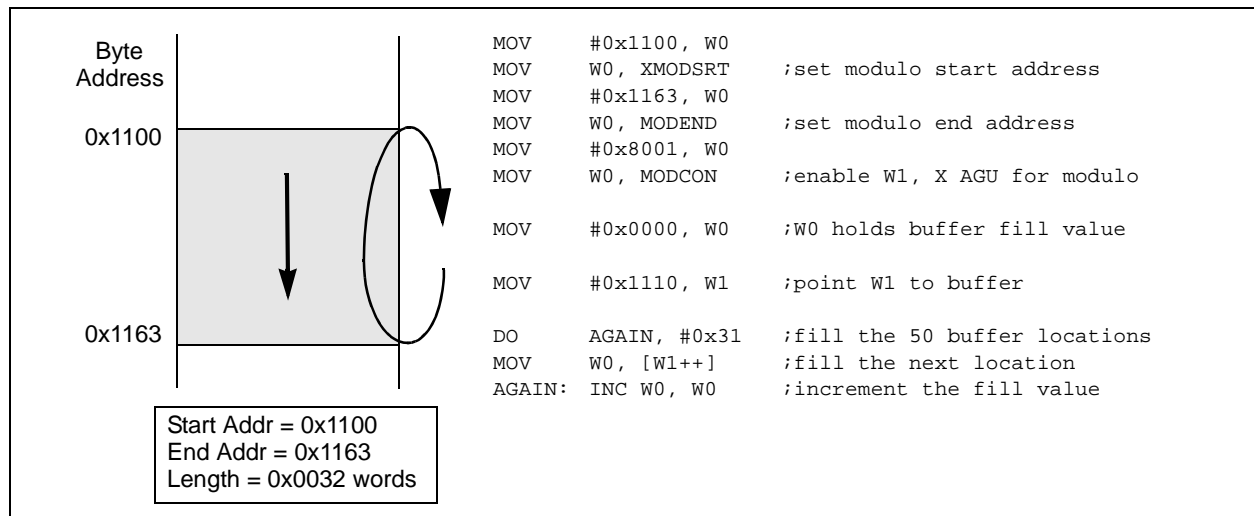 Byte
Address
0x1100
0x1163
Start Addr = 0x1100
End Addr = 0x1163
Length = 0x0032 words
MOV #0x1100, W0
MOV W0, XMODSRT ;set modulo start address
MOV #0x1163, W0
MOV W0, MODEND ;set modulo end address
MOV #0x8001, W0
MOV W0, MODCON ;enable W1, X AGU for modulo
MOV #0x0000, W0 ;W0 holds buffer fill value
MOV #0x1110, W1 ;point W1 to buffer
DO AGAIN, #0x31 ;fill the 50 buffer locations
MOV W0, [W1++] ;fill the next location
AGAIN: INC W0, W0 ;increment the fill value